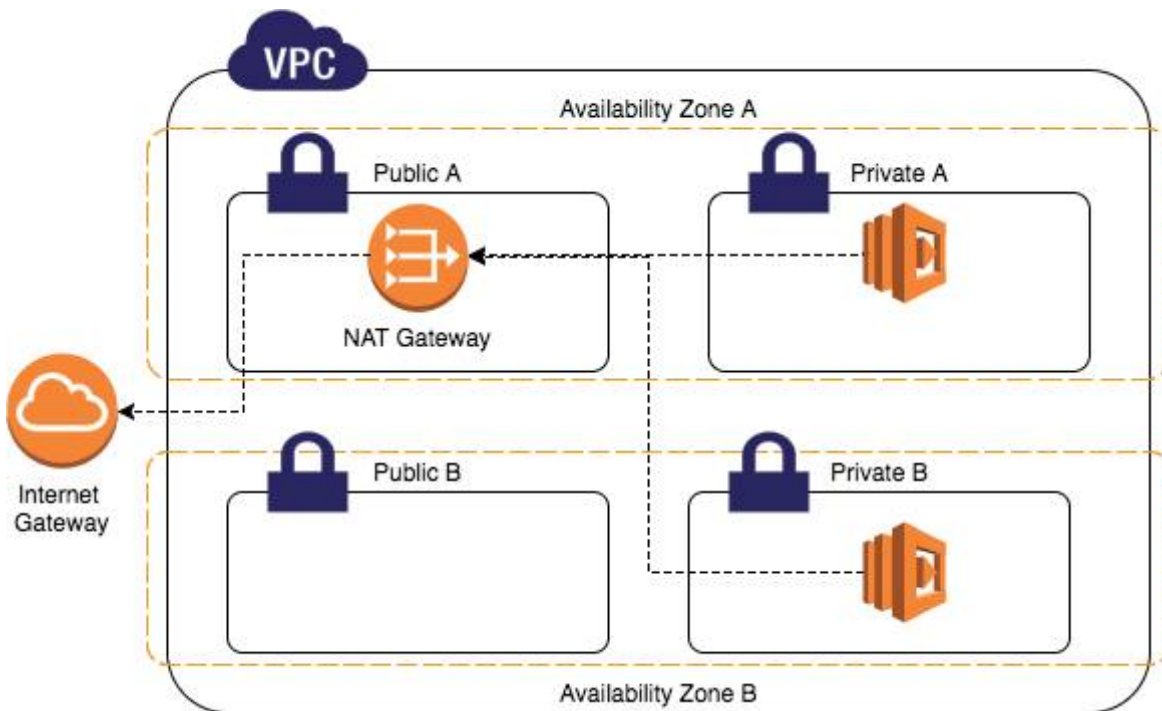 VPC
Availability Zone A
Public A
Private A
NAT Gateway
Internet
Gateway
Public B
Private B
Availability Zone B